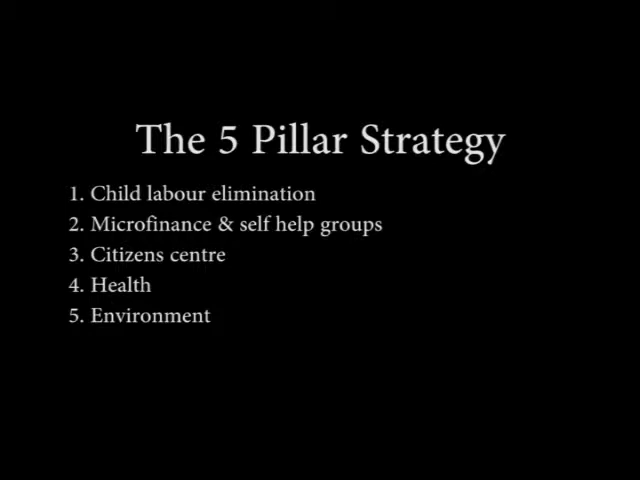 The 5 Pillar Strategy
1. Child labour elimination
2. Microfinance & self help groups
3. Citizens centre
4. Health
5. Environment